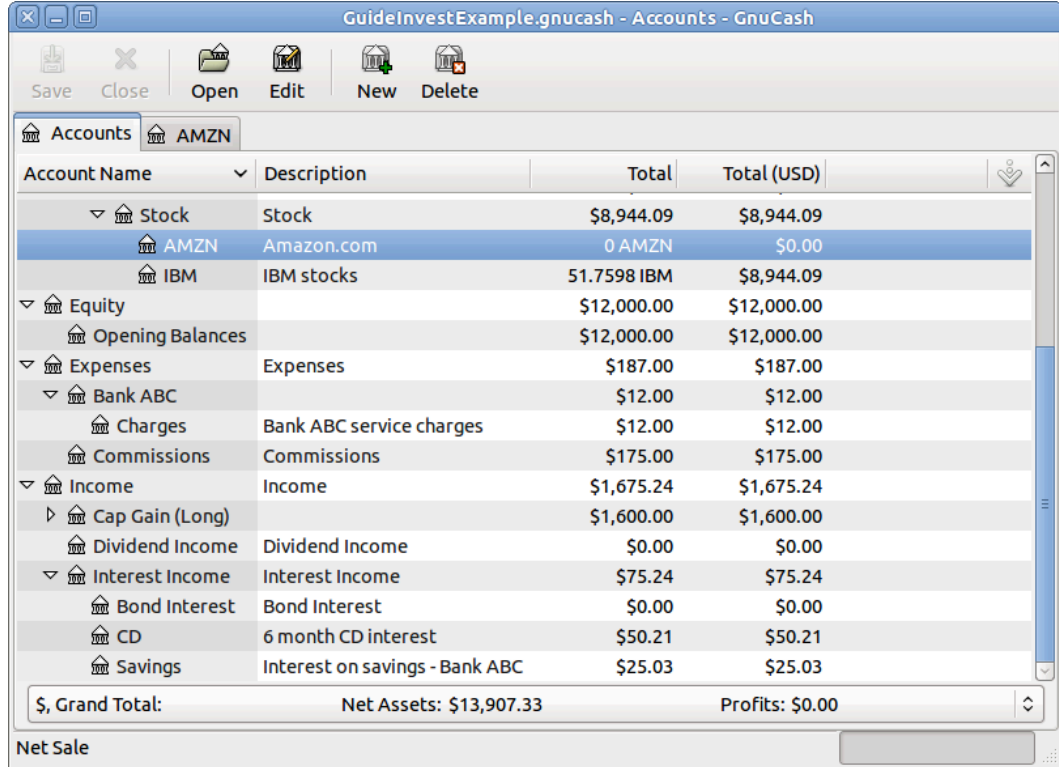 GuideInvestExample.gnucash - Accounts - GnuCash
Save Close Open Edit New Delete
Accounts AMZN
Account Name Description Total Total (USD)
Stock Stock $8,944.09 $8,944.09
AMZN Amazon.com 0 AMZN $0.00
IBM IBM stocks 51.7598 IBM $8,944.09
Equity $12,000.00 $12,000.00
Opening Balances $12,000.00 $12,000.00
Expenses Expenses $187.00 $187.00
Bank ABC $12.00 $12.00
Charges Bank ABC service charges $12.00 $12.00
Commissions Commissions $175.00 $175.00
Income Income $1,675.24 $1,675.24
Cap Gain (Long) $1,600.00 $1,600.00
Dividend Income Dividend Income $0.00 $0.00
Interest Income Interest Income $75.24 $75.24
Bond Interest Bond Interest $0.00 $0.00
CD 6 month CD interest $50.21 $50.21
Savings Interest on savings - Bank ABC $25.03 $25.03
$, Grand Total: Net Assets: $13,907.33 Profits: $0.00
Net Sale